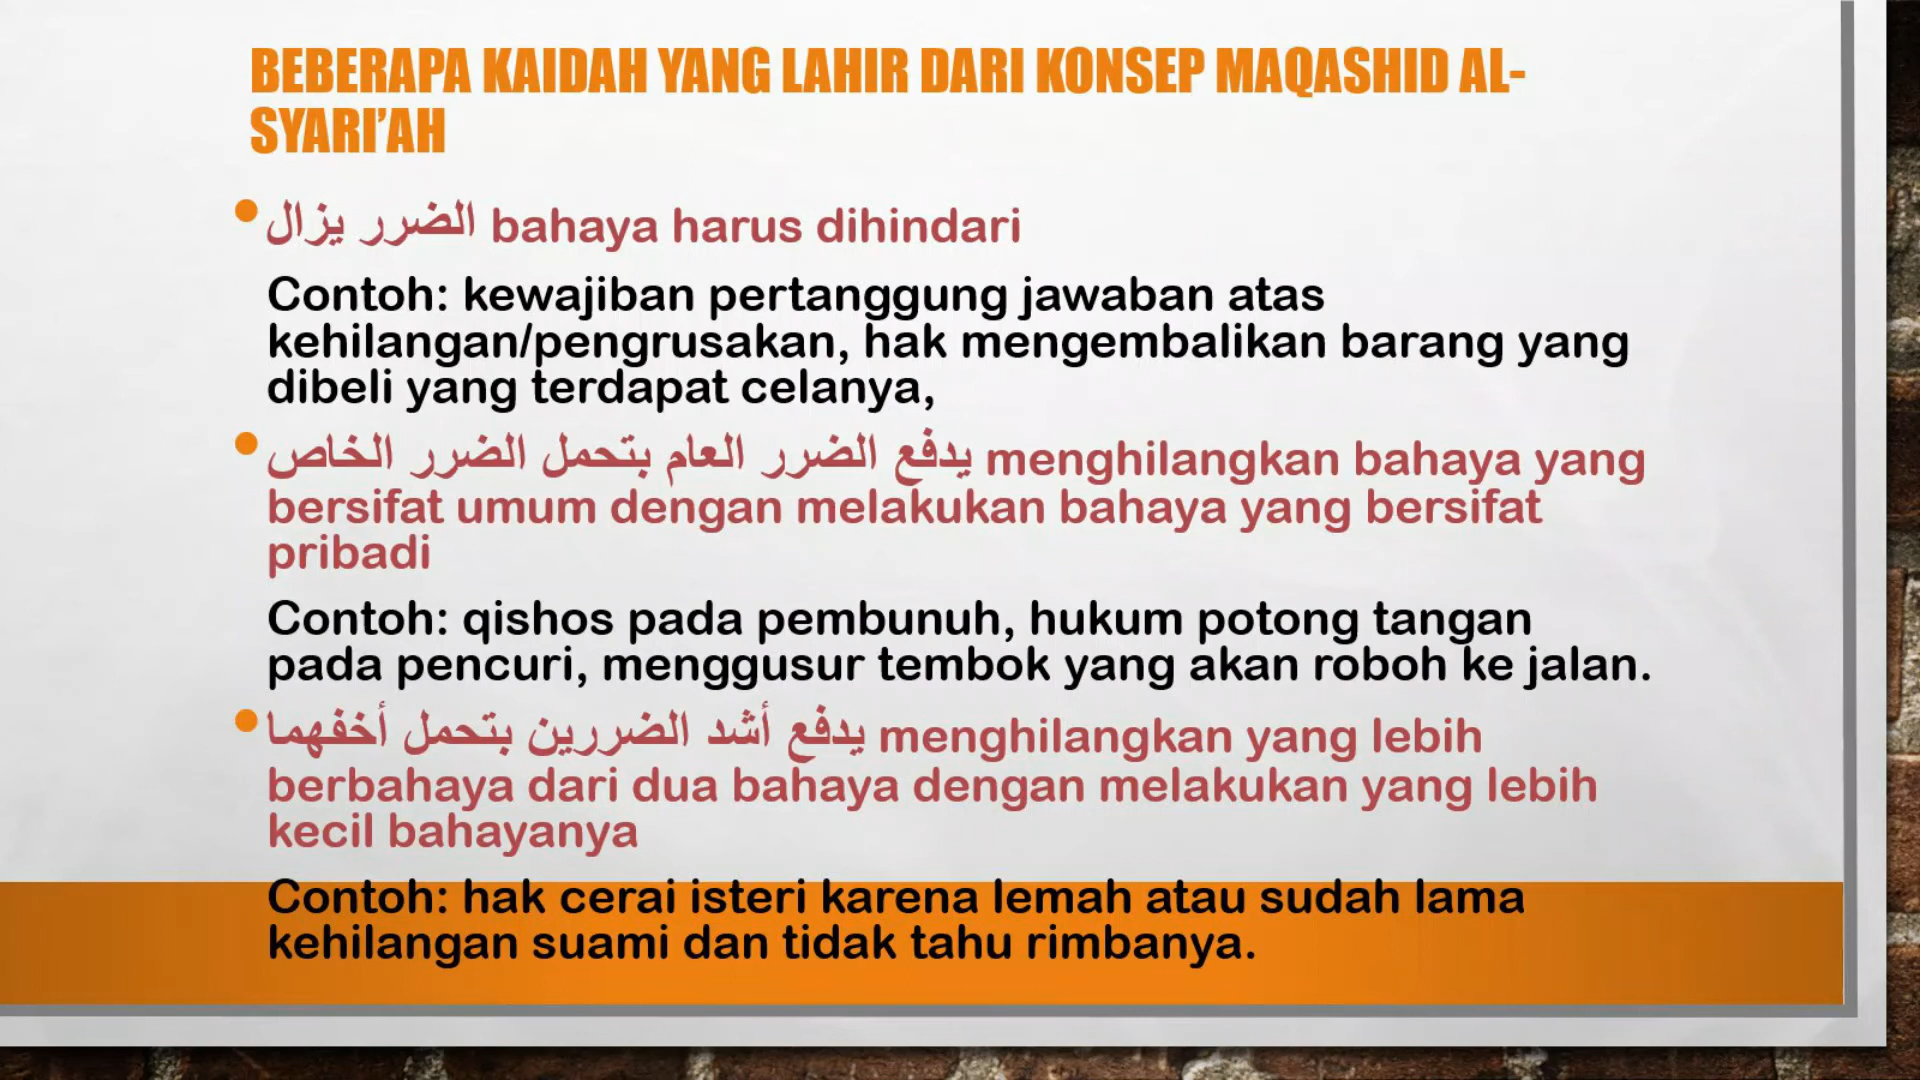 BEBERAPA KAIDAH YANG LAHIR DARI KONSEP MAQASHID AL-
SYARI’AH
• الضرر يزال bahaya harus dihindari
Contoh: kewajiban pertanggung jawaban atas
kehilangan/pengrusakan, hak mengembalikan barang yang
dibeli yang terdapat celanya,
• يدفع الضرر العام بتحمل الضرر الخاص menghilangkan bahaya yang
bersifat umum dengan melakukan bahaya yang bersifat
pribadi
Contoh: qishos pada pembunuh, hukum potong tangan
pada pencuri, menggusur tembok yang akan roboh ke jalan.
• يدفع أشد الضررين بتحمل أخفهما menghilangkan yang lebih
berbahaya dari dua bahaya dengan melakukan yang lebih
kecil bahayanya
Contoh: hak cerai isteri karena lemah atau sudah lama
kehilangan suami dan tidak tahu rimbanya.